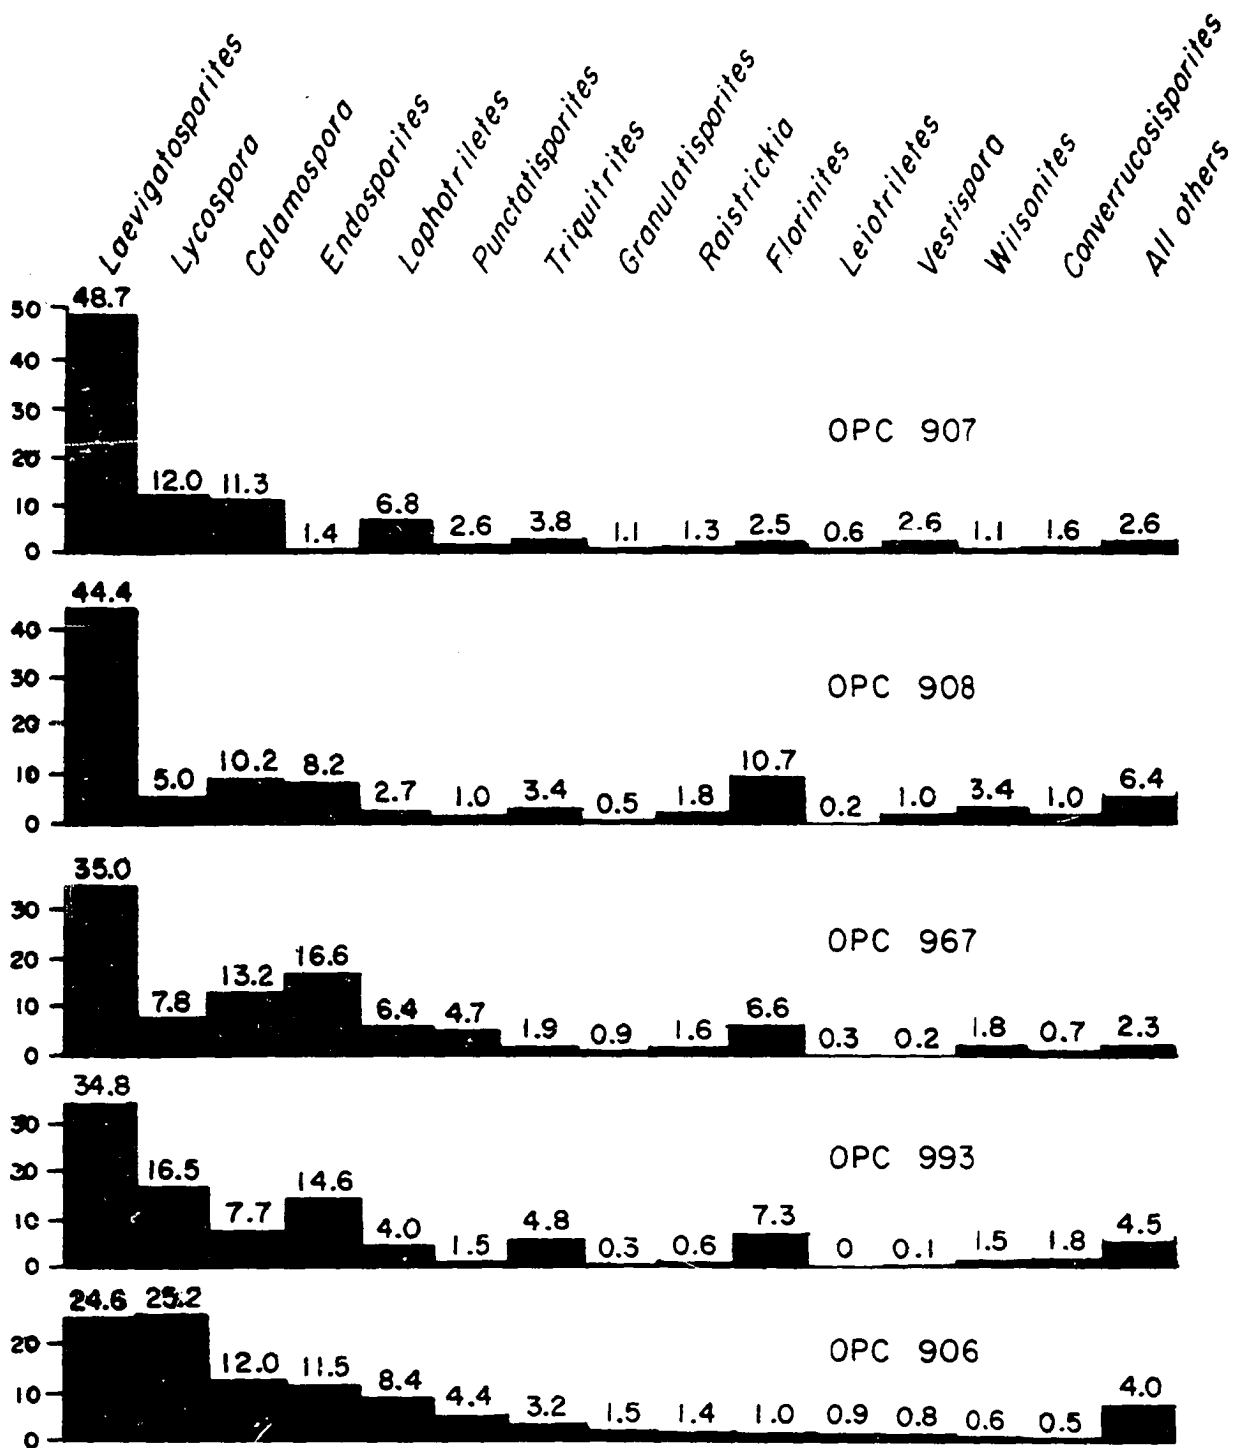 Laevigatosporites
Lycospora
Calamospora
Endosporites
Lophotriletes
Punctatisporites
Triquitrites
Granulatisporites
Raistrickia
Florinites
Leiotriletes
Vestispora
Wilsonites
Converrucosisporites
All others
50
40
30
20
10
0
48.7 12.0 11.3 1.4 6.8 2.6 3.8 1.1 1.3 2.5 0.6 2.6 1.1 1.6 2.6
OPC 907
40
30
20
10
0
44.4 5.0 10.2 8.2 2.7 1.0 3.4 0.5 1.8 10.7 0.2 1.0 3.4 1.0 6.4
OPC 908
30
20
10
0
35.0 7.8 13.2 16.6 6.4 4.7 1.9 0.9 1.6 6.6 0.3 0.2 1.8 0.7 2.3
OPC 967
30
20
10
0
34.8 16.5 7.7 14.6 4.0 1.5 4.8 0.3 0.6 7.3 0 0.1 1.5 1.8 4.5
OPC 993
20
10
0
24.6 25.2 12.0 11.5 8.4 4.4 3.2 1.5 1.4 1.0 0.9 0.8 0.6 0.5 4.0
OPC 906